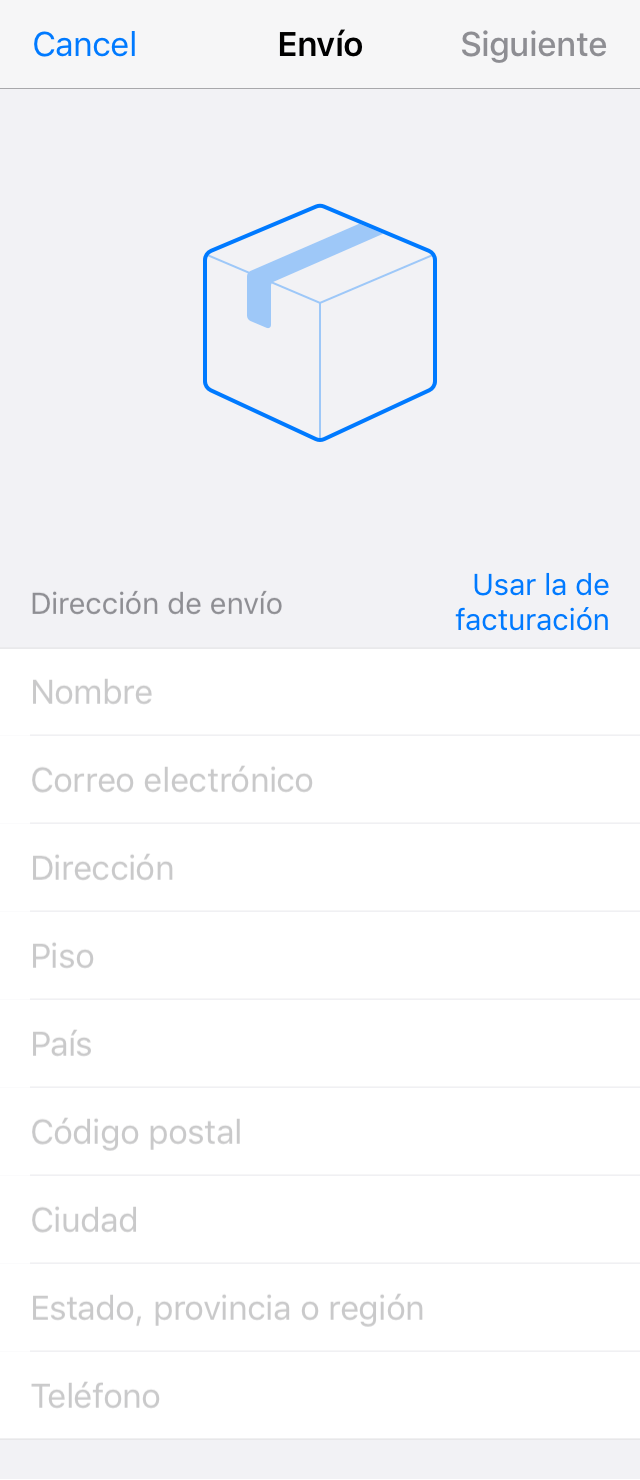 Cancel
Envío
Siguiente
Dirección de envío
Usar la de
facturación
Nombre
Correo electrónico
Dirección
Piso
País
Código postal
Ciudad
Estado, provincia o región
Teléfono